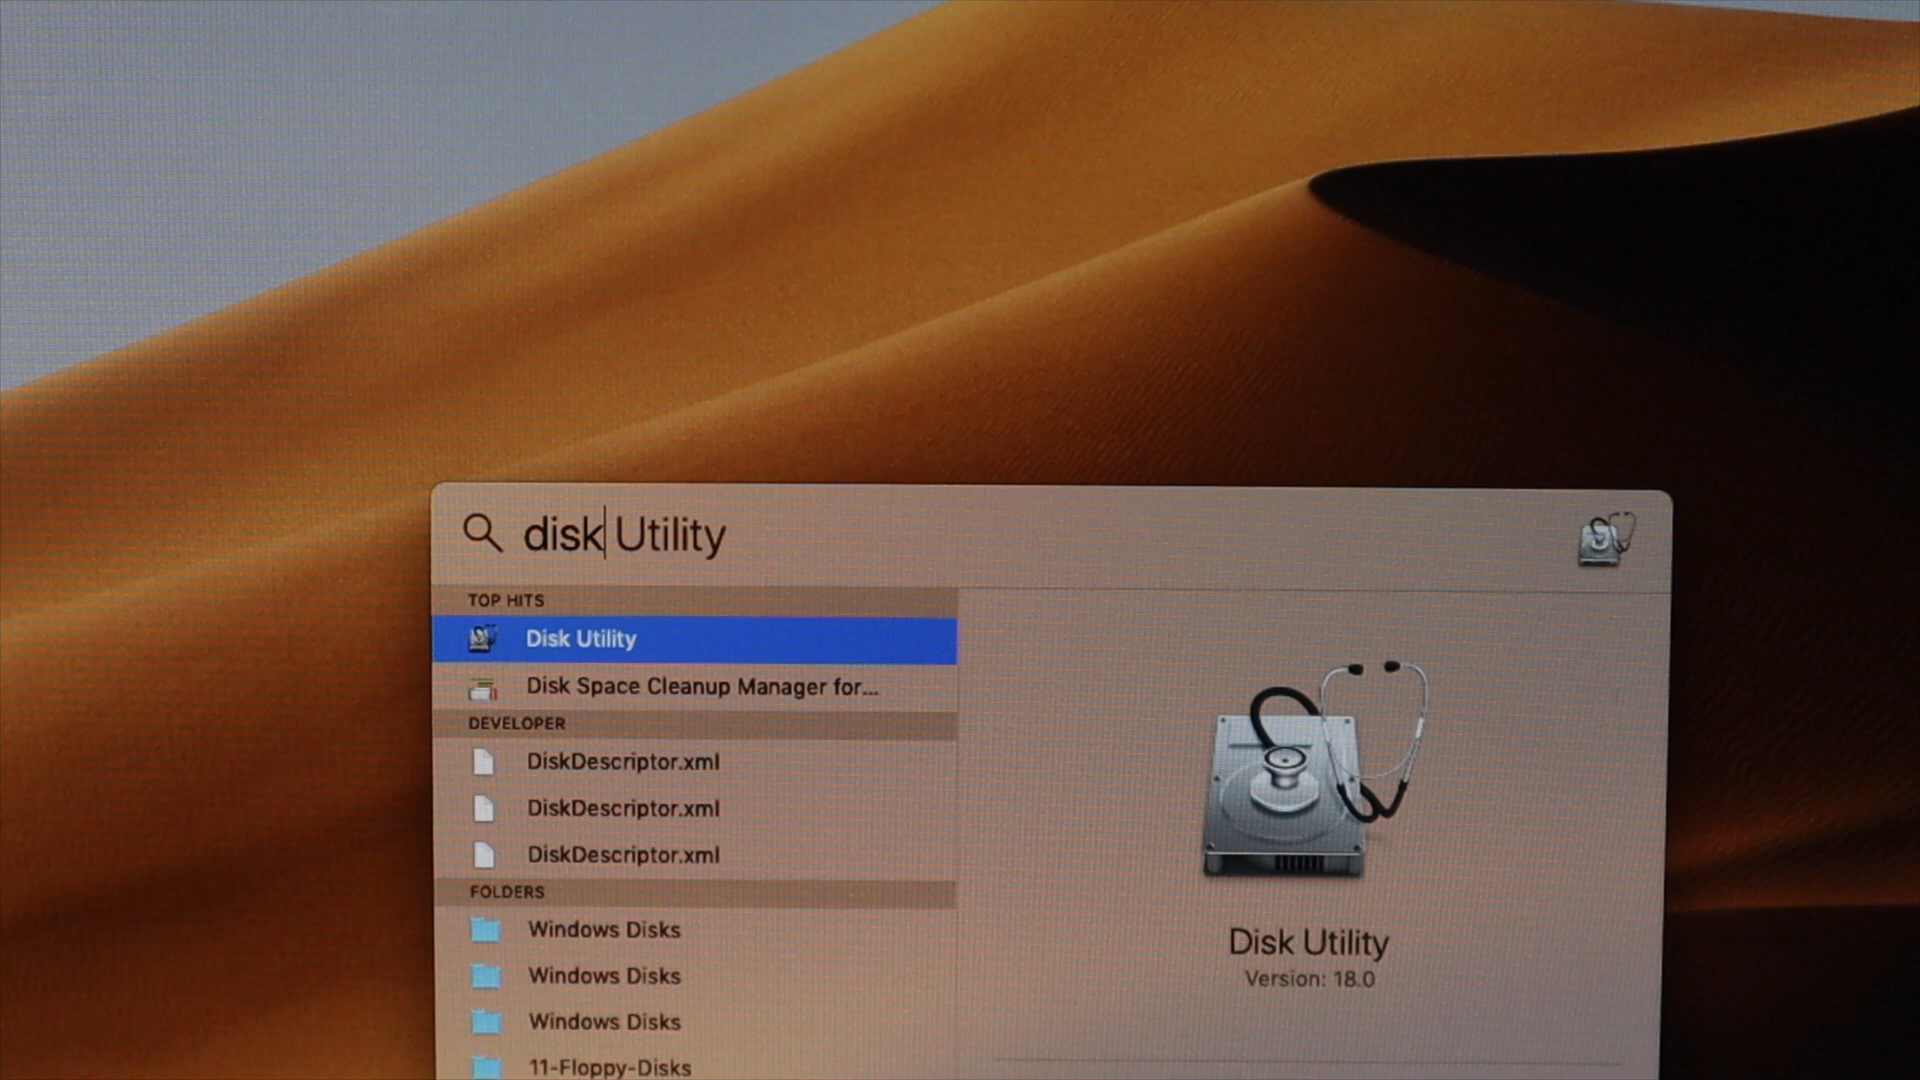 disk Utility
TOP HITS
Disk Utility
Disk Space Cleanup Manager for...
DEVELOPER
DiskDescriptor.xml
DiskDescriptor.xml
DiskDescriptor.xml
FOLDERS
Windows Disks
Windows Disks
Windows Disks
11-Floppy-Disks
Disk Utility
Version: 18.0